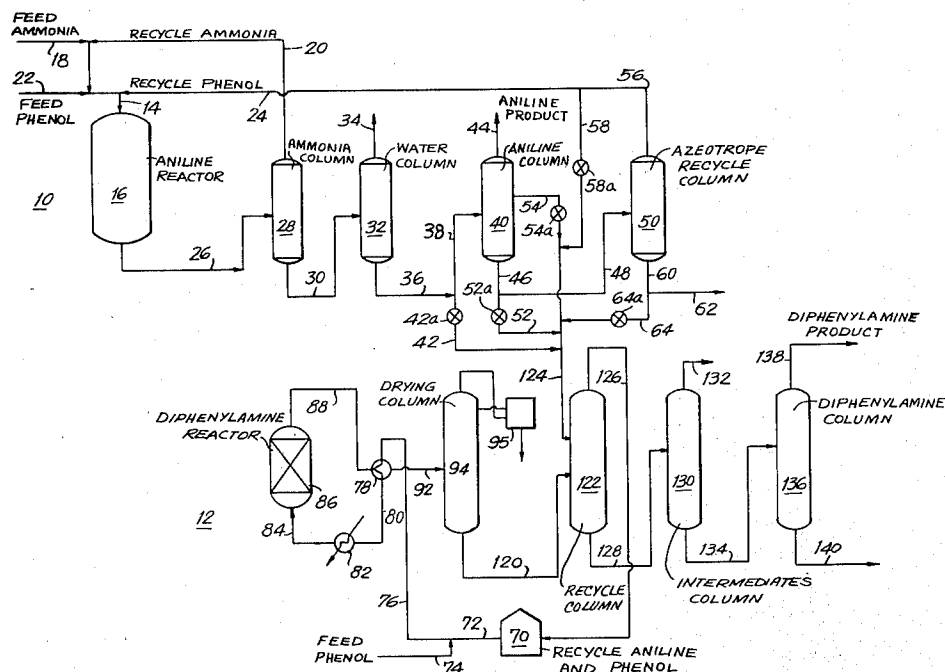 FEED
AMMONIA
RECYCLE AMMONIA
18
20
22
RECYCLE PHENOL
56
FEED
PHENOL
14
24
ANILINE
PRODUCT
34
44
58
AMMONIA
COLUMN
WATER
COLUMN
ANILINE
COLUMN
AZEOTROPE
RECYCLE
COLUMN
ANILINE
REACTOR
58a
10
16
54
54a
28
32
38
40
50
26
30
36
46
48
60
52a
64a
62
42a
52
42
64
DIPHENYLAMINE
PRODUCT
124
126
138
132
DRYING
COLUMN
88
DIPHENYLAMINE
REACTOR
DIPHENYLAMINE
COLUMN
95
78
92
94
122
130
136
86
80
12
84
82
120
128
134
140
RECYCLE
COLUMN
INTERMEDIATES
COLUMN
76
72
70
FEED
PHENOL
74
RECYCLE ANILINE
AND PHENOL